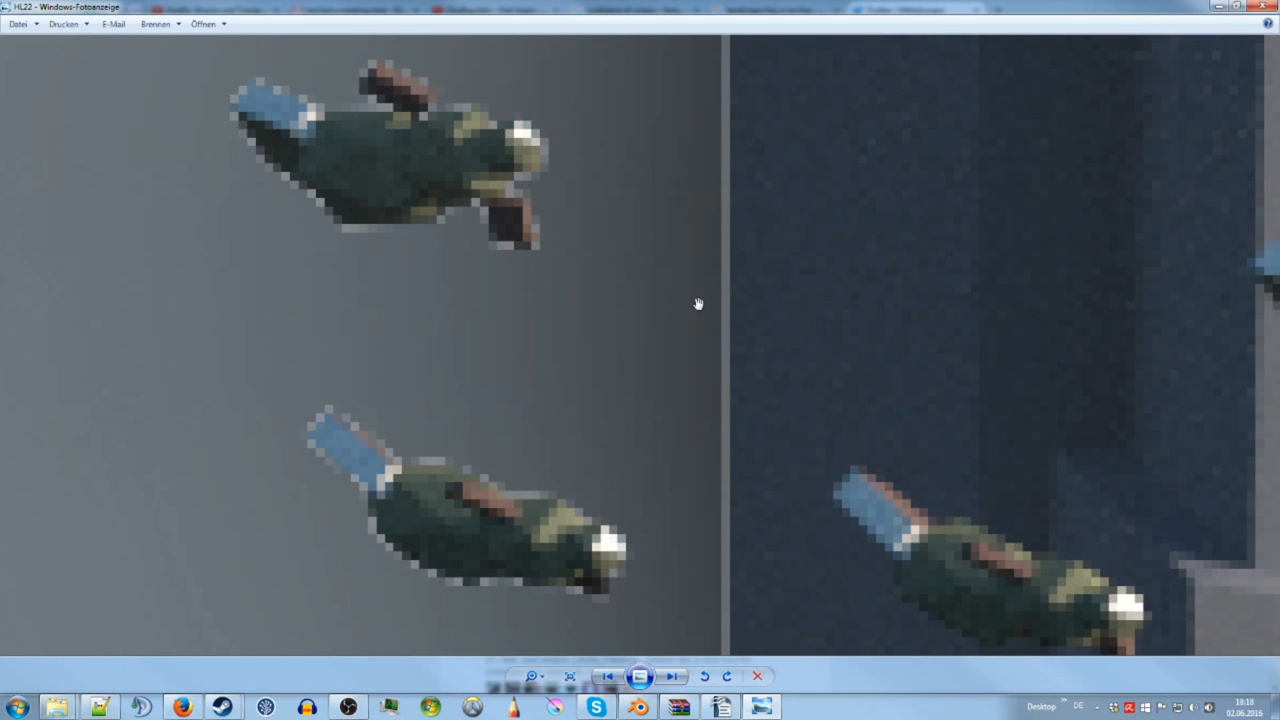 HL22 - Windows-Fotoanzeige
Datei Drucken E-Mail Brennen Öffnen
Desktop DE 18:18
02.06.2016